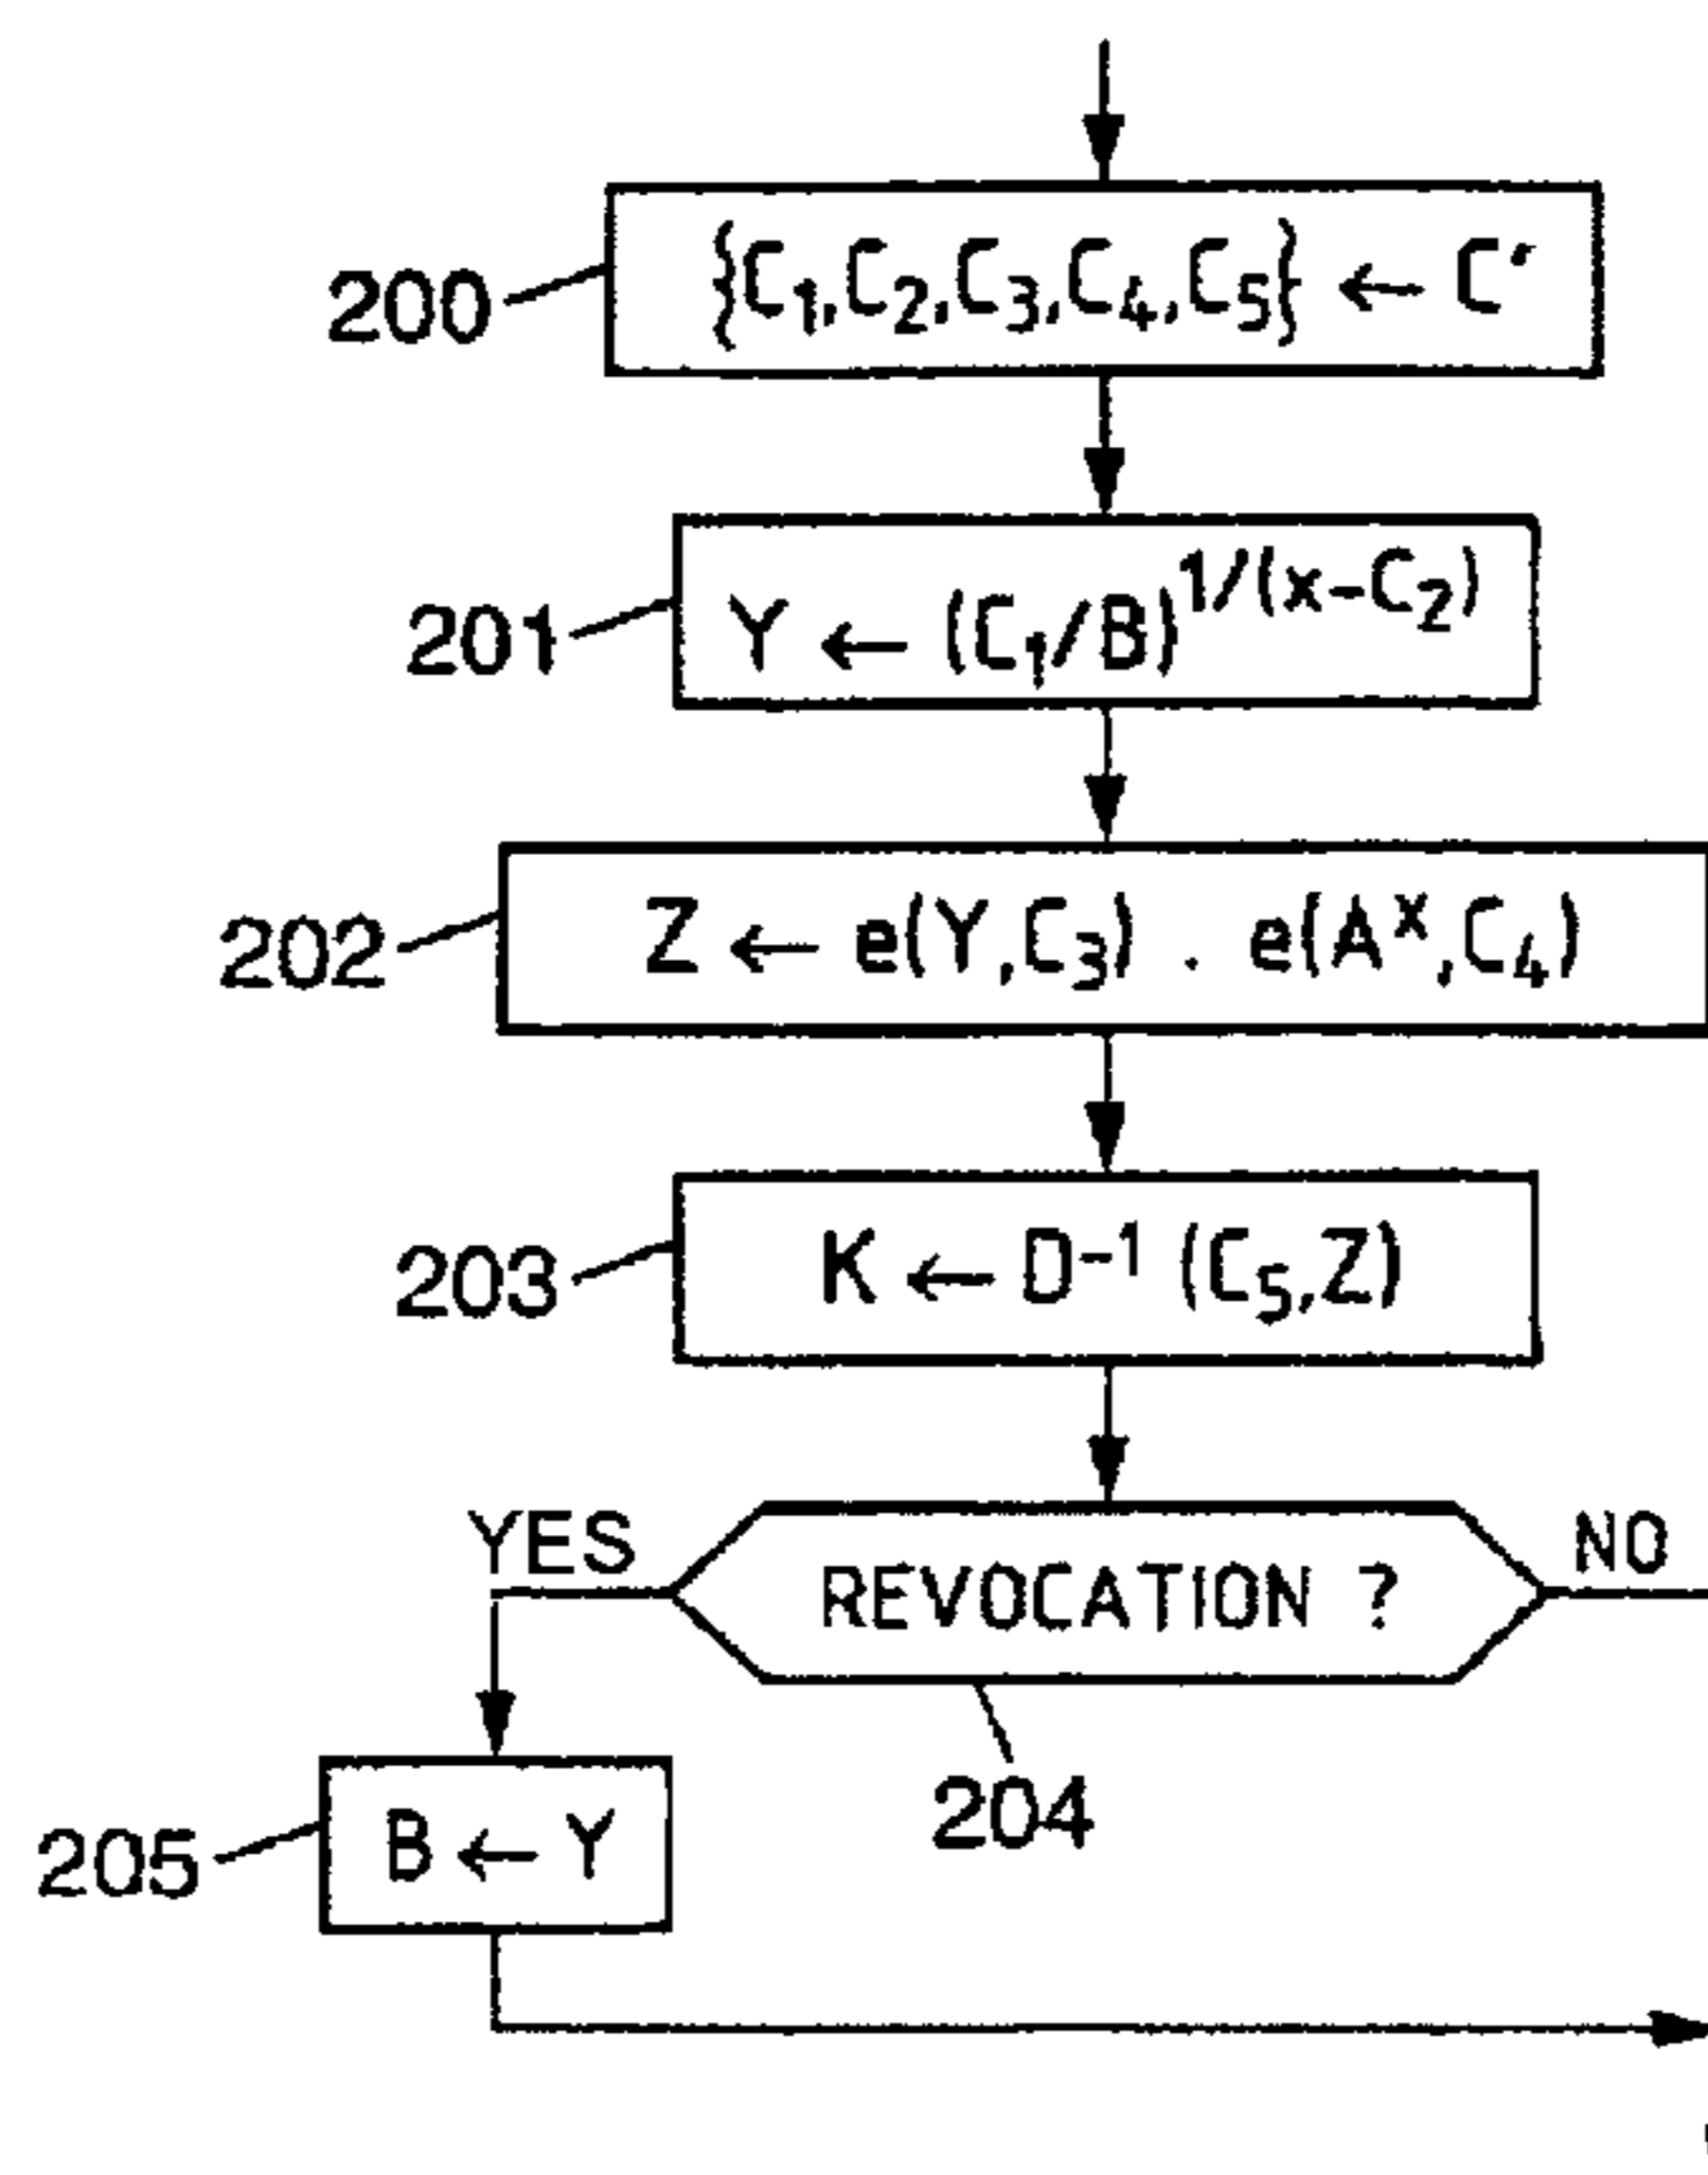 200 {C₁,C₂,C₃,C₄,C₅} ← C′
201 Y ← (C₁/B)^1/(x−C₂)
202 Z ← e(Y,C₃) . e(Aˣ,C₄)
203 K ← D⁻¹ (C₅,Z)
YES REVOCATION ? NO
204
205 B ← Y